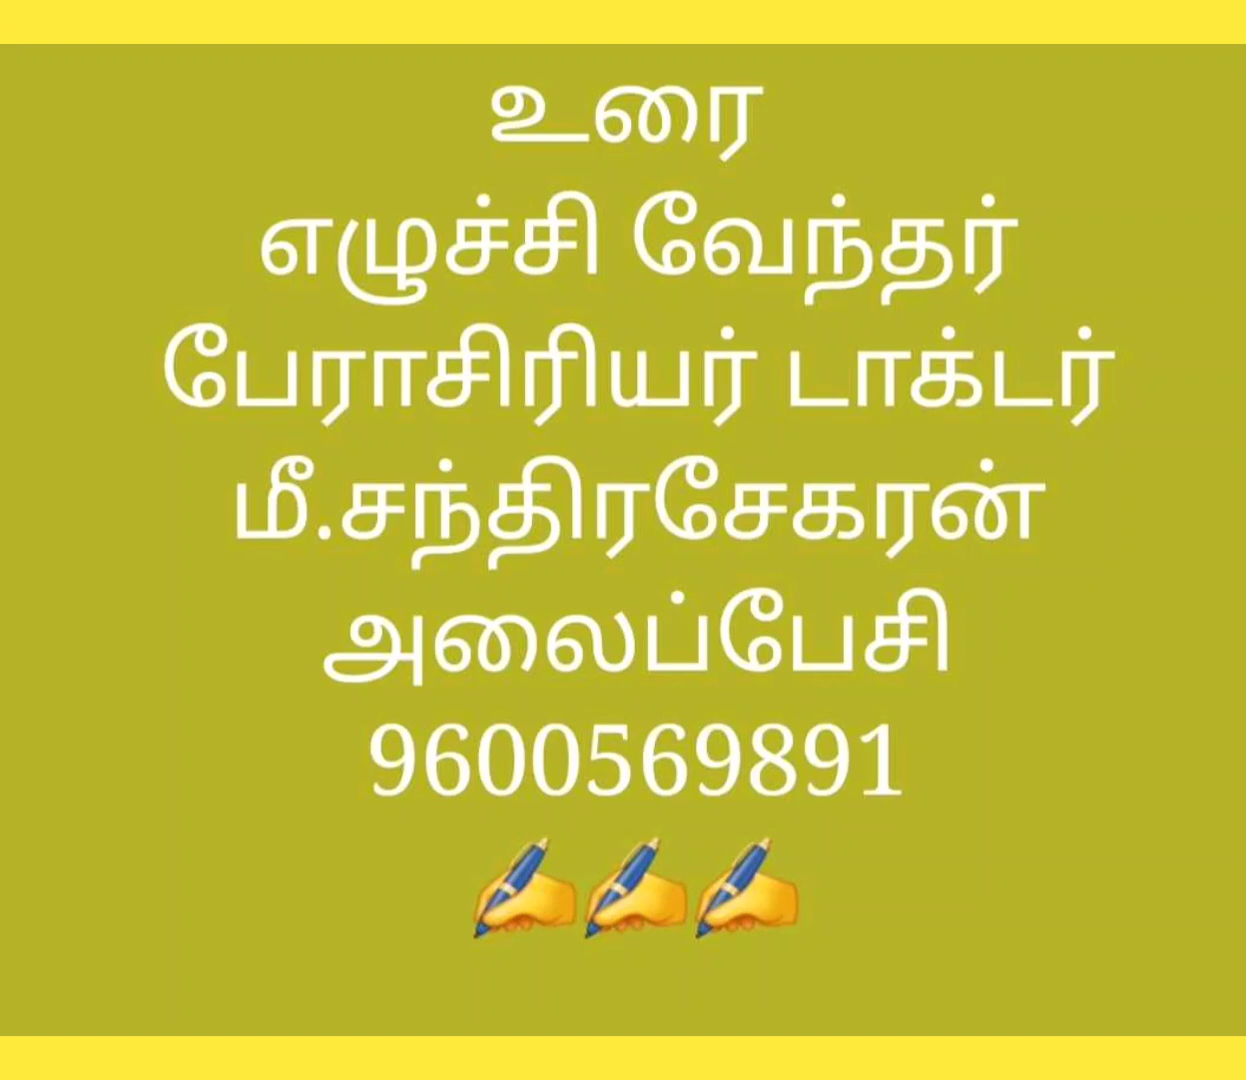 உரை
எழுச்சி வேந்தர்
பேராசிரியர் டாக்டர்
மீ.சந்திரசேகரன்
அலைப்பேசி
9600569891
✍️✍️✍️